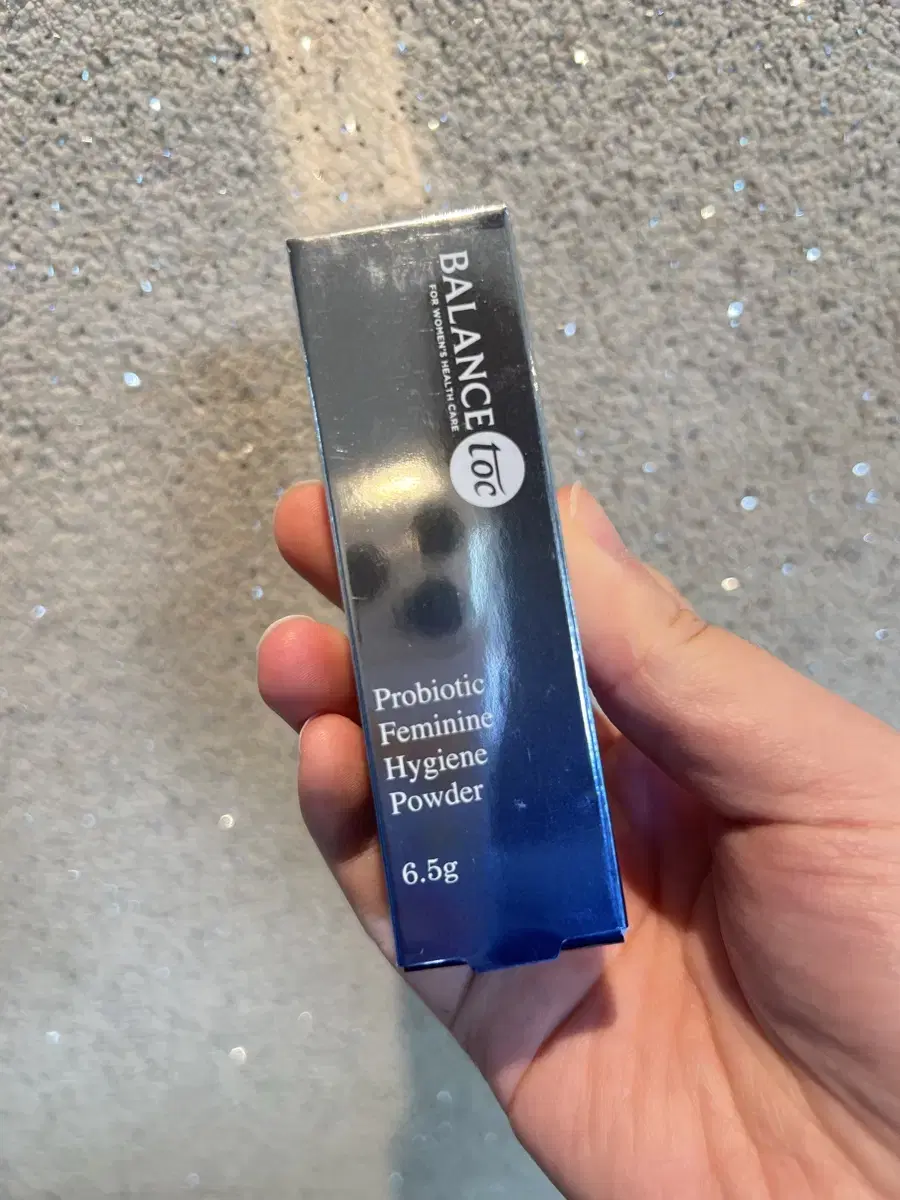 BALANCE toc
FOR WOMEN'S HEALTH CARE
Probiotic
Feminine
Hygiene
Powder
6.5g